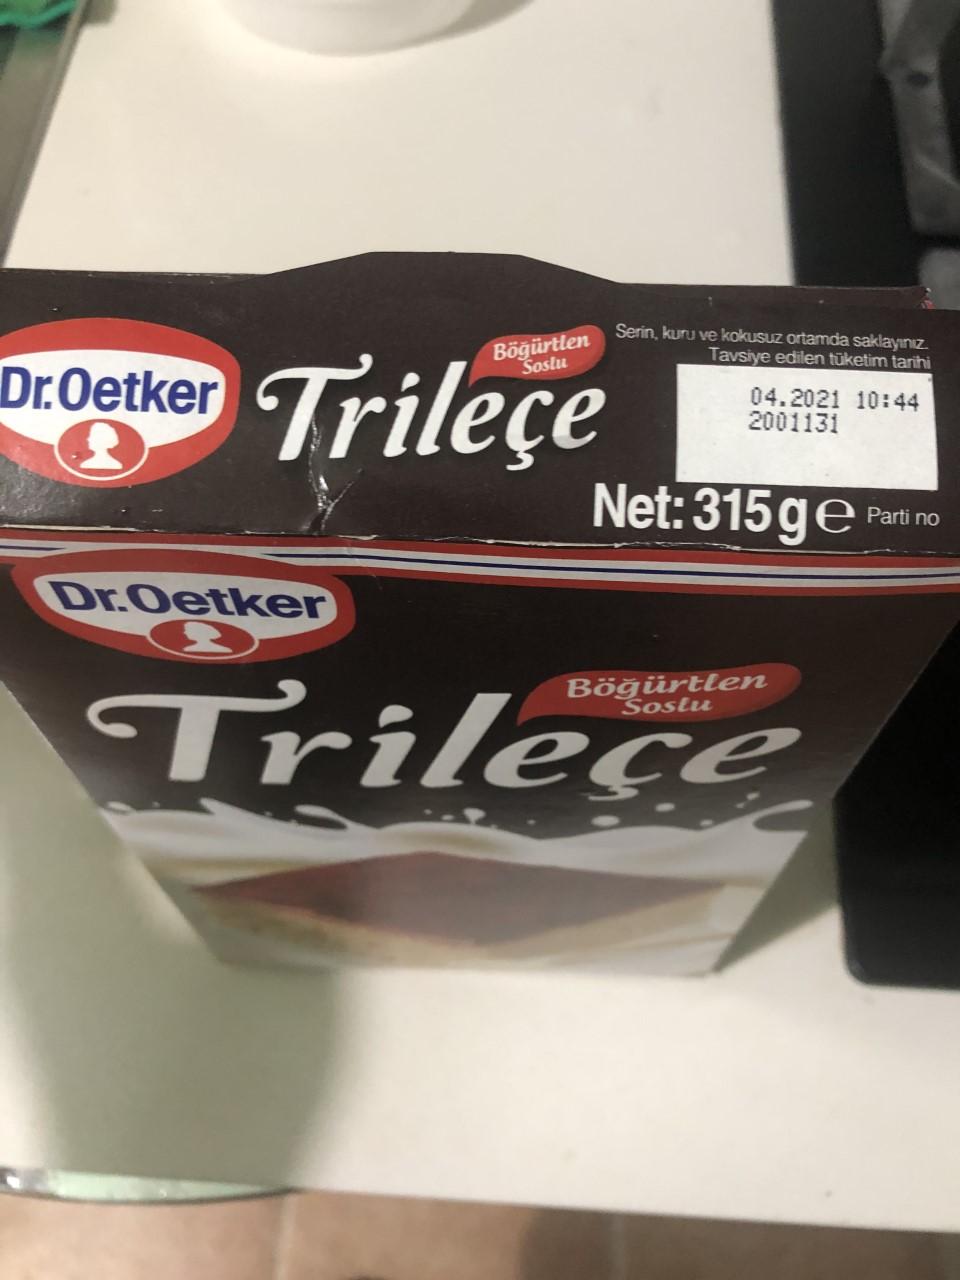 Dr.Oetker
Trileçe
Böğürtlen
Soslu
Serin, kuru ve kokusuz ortamda saklayınız.
Tavsiye edilen tüketim tarihi
04.2021 10:44
2001131
Net: 315 g e Parti no
Dr.Oetker
Böğürtlen
Soslu
Trileçe